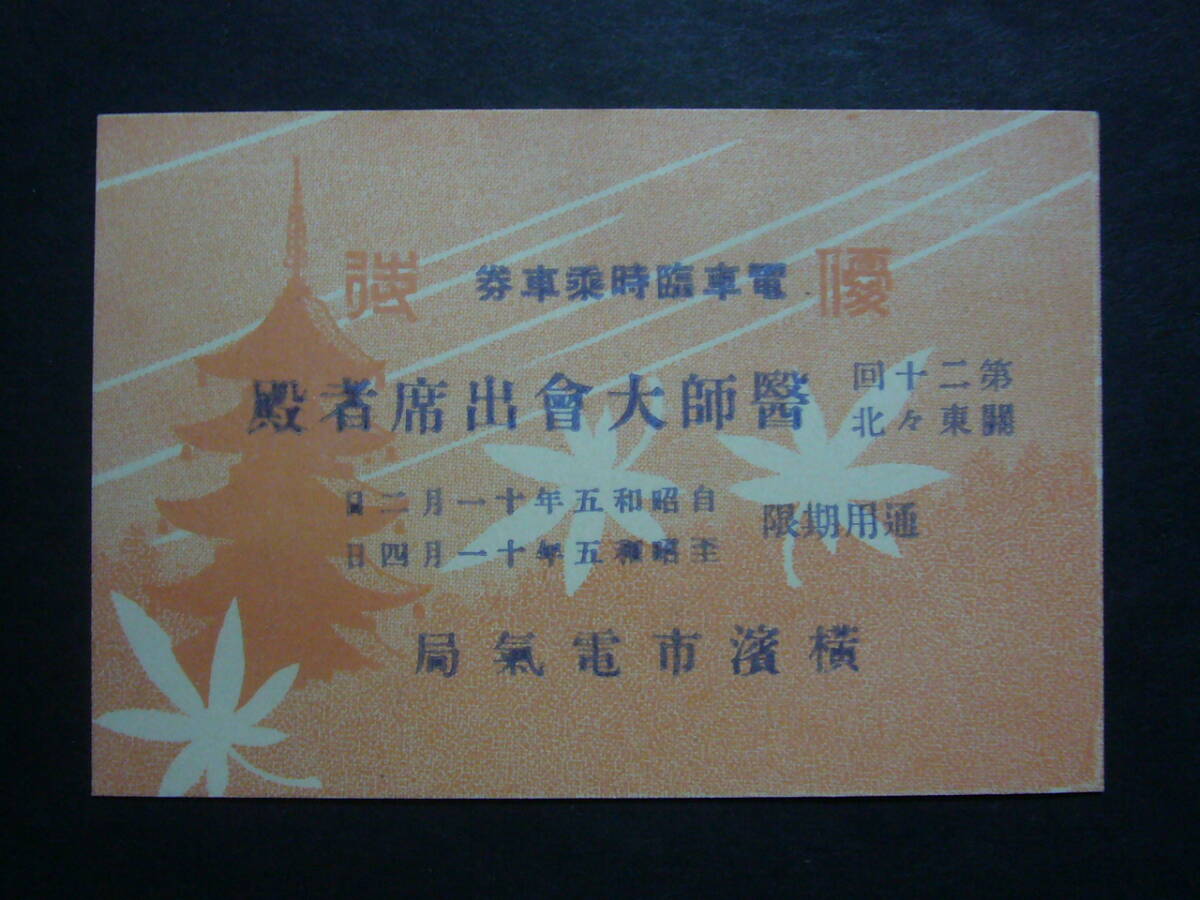 優
電車臨時乘車券
第二十回
關東々北
醫師大會出席者殿
通用期限
自昭和五年十一月二日
至昭和五年十一月四日
橫濱市電氣局